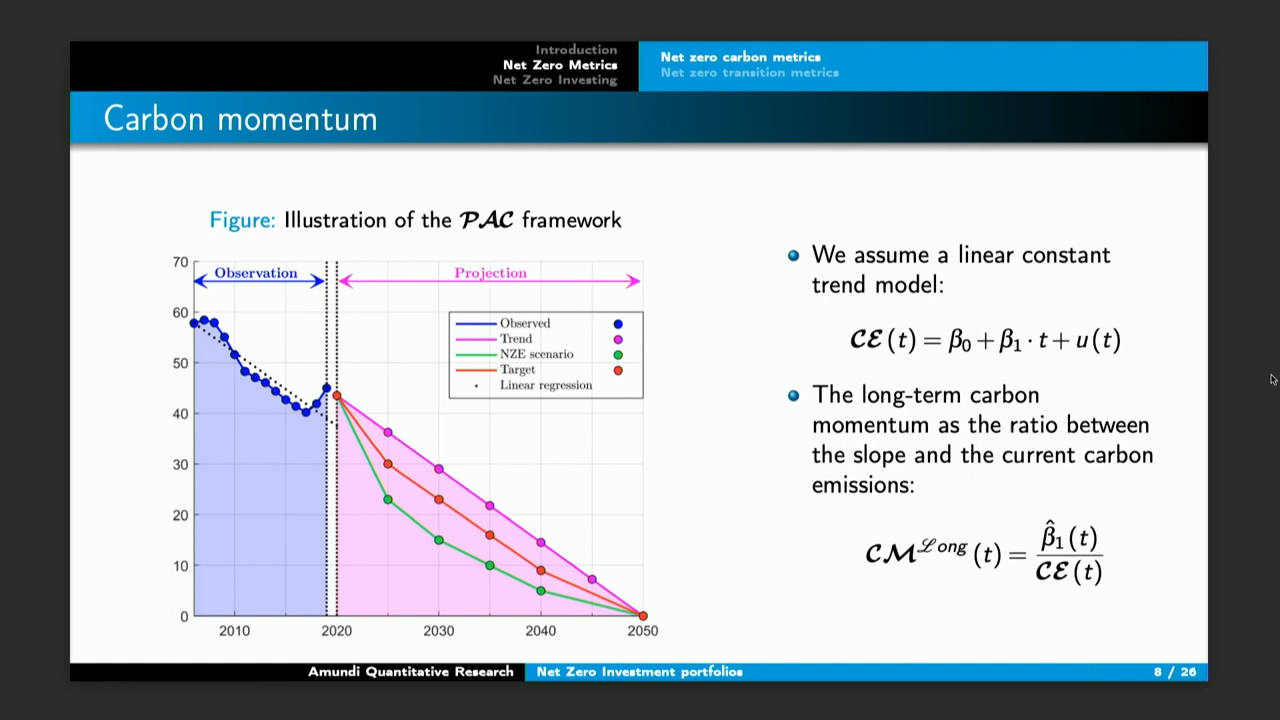 Introduction
Net Zero Metrics
Net Zero Investing
Net zero carbon metrics
Net zero transition metrics
Carbon momentum
Figure: Illustration of the 𝓟𝓐𝓒 framework
70
60
50
40
30
20
10
0
Observation
Projection
Observed
Trend
NZE scenario
Target
Linear regression
2010 2020 2030 2040 2050
We assume a linear constant
trend model:
𝓒𝓔 (t) = β₀ + β₁ · t + u (t)
The long-term carbon
momentum as the ratio between
the slope and the current carbon
emissions:
𝓒𝓜^ℒong (t) = β̂₁ (t) / 𝓒𝓔 (t)
Amundi Quantitative Research
Net Zero Investment portfolios
8 / 26